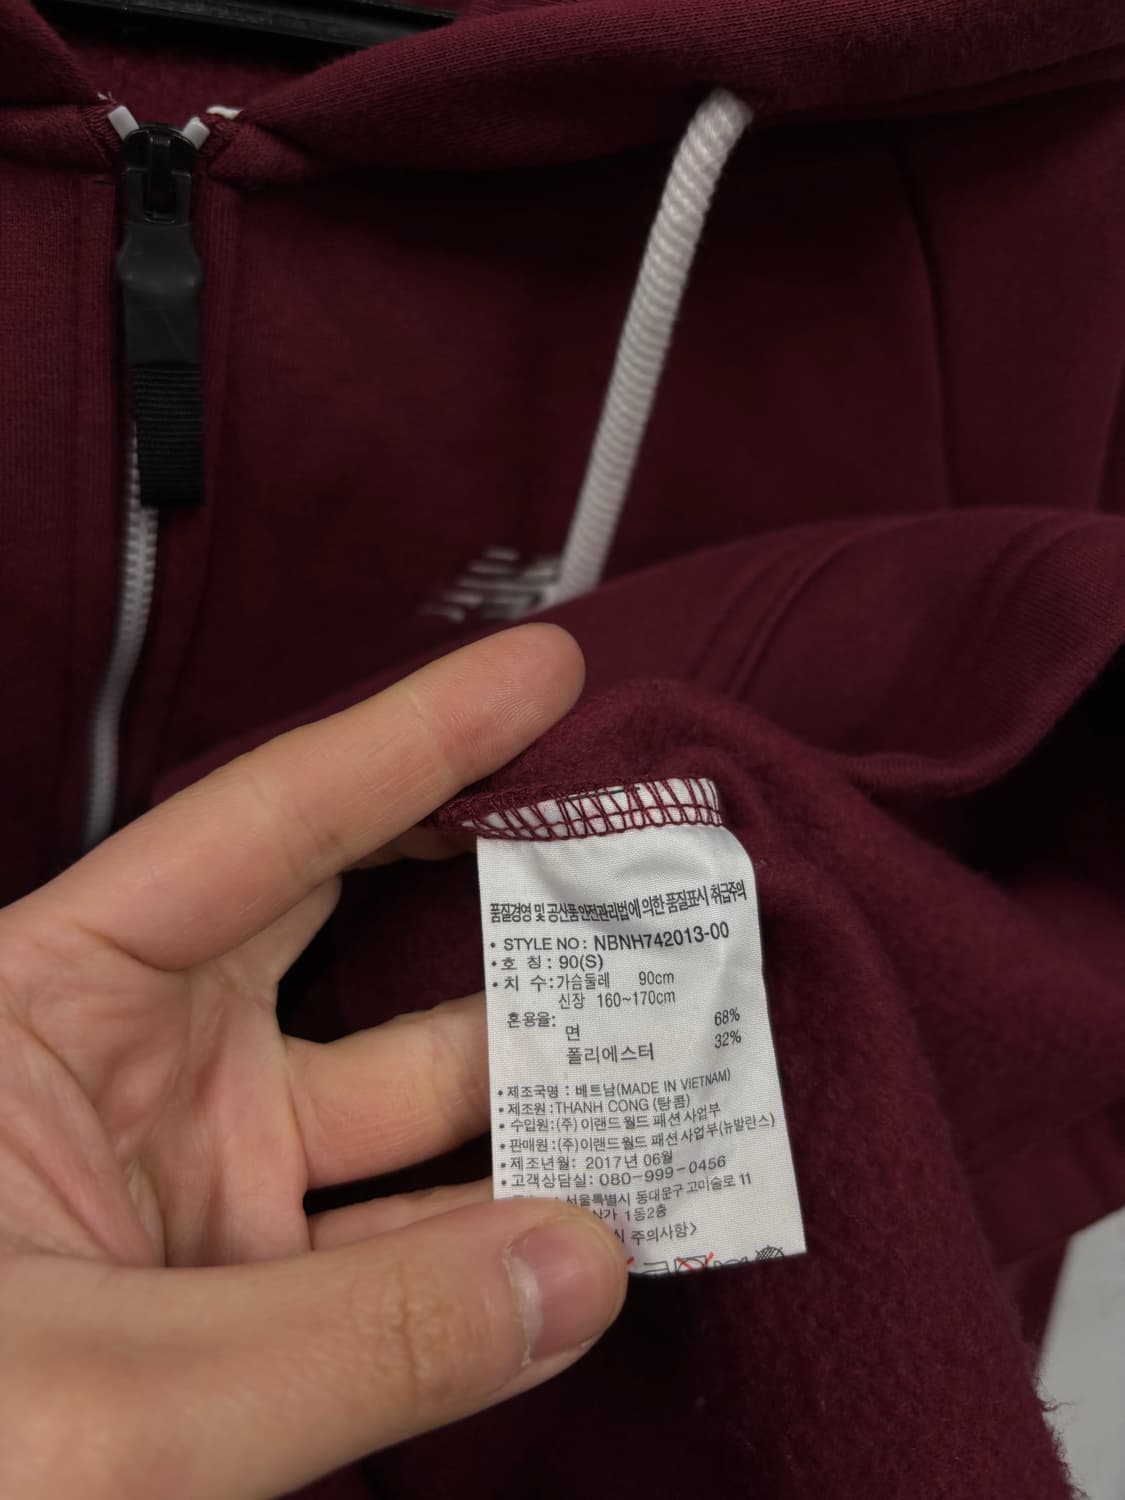 품질경영 및 공산품안전관리법에 의한 품질표시 취급주의
• STYLE NO: NBNH742013-00
• 호 칭: 90(S)
• 치 수: 가슴둘레 90cm
신장 160~170cm
혼용율:
면 68%
폴리에스터 32%
• 제조국명: 베트남(MADE IN VIETNAM)
• 제조원: THANH CONG (탕콤)
• 수입원: (주)이랜드월드 패션사업부
• 판매원: (주)이랜드월드 패션사업부(뉴발란스)
• 제조년월: 2017년 06월
• 고객상담실: 080-999-0456
서울특별시 동대문구 고미술로 11
상가 1동2층
주의사항>